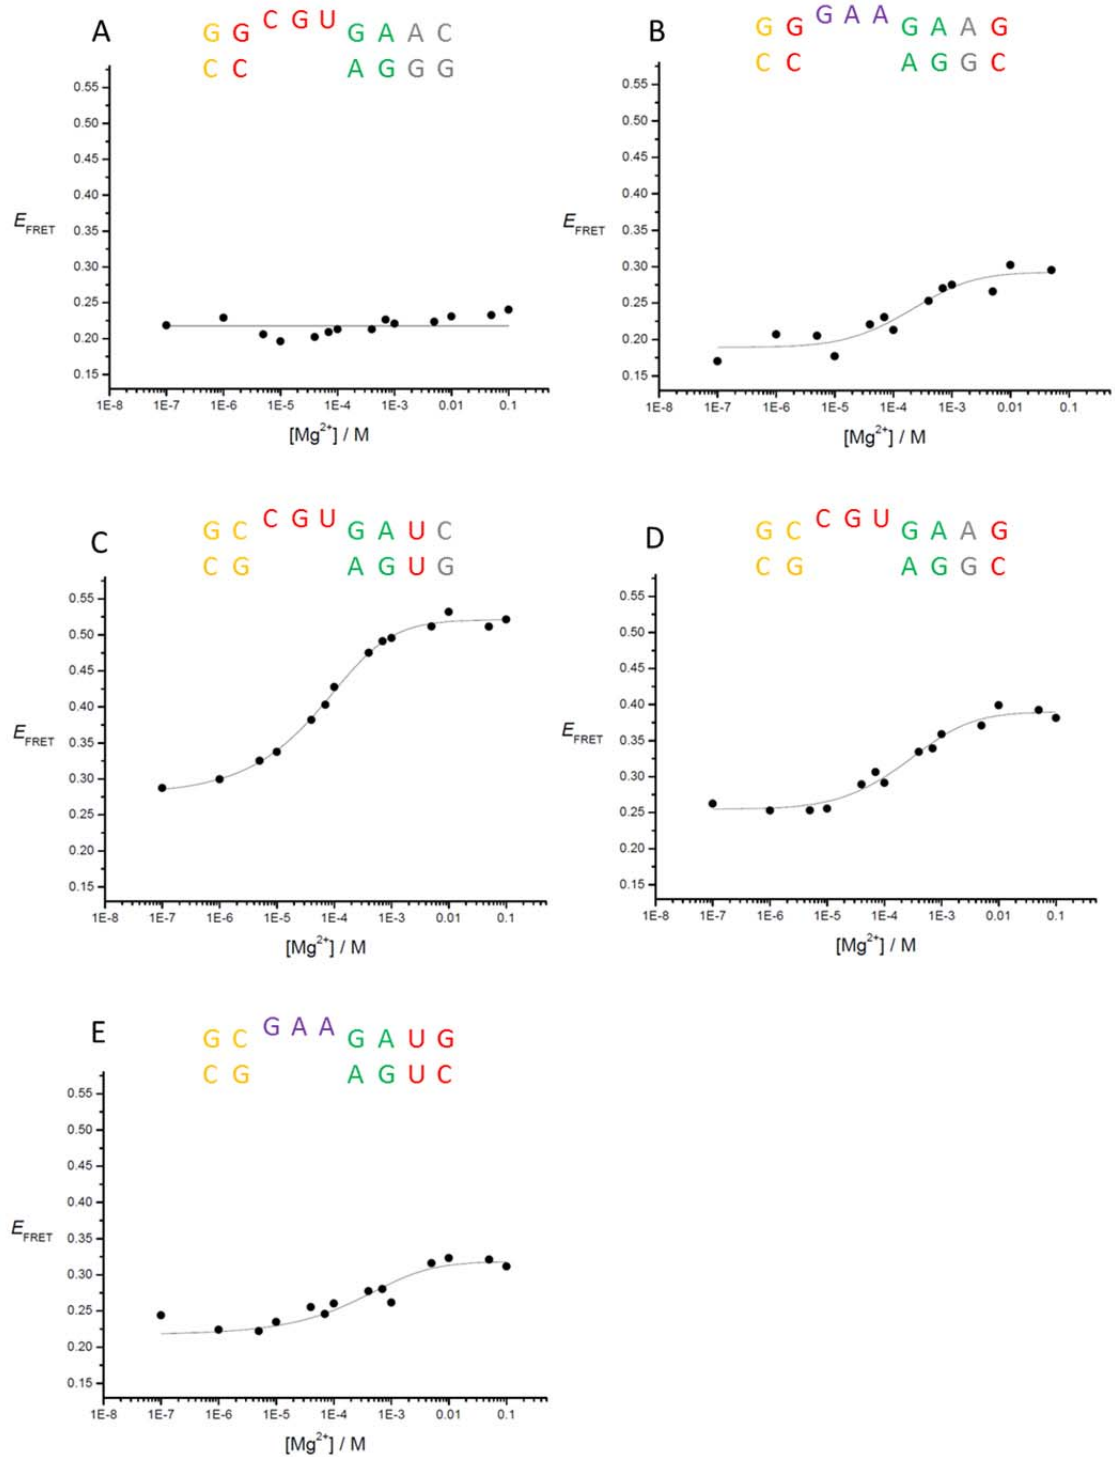 A
G G C G U G A A C
C C A G G G
0.55
0.50
0.45
0.40
0.35
0.30
0.25
0.20
0.15
E FRET
1E-8 1E-7 1E-6 1E-5 1E-4 1E-3 0.01 0.1
[Mg2+] / M
B
G G G A A G A A G
C C A G G C
0.55
0.50
0.45
0.40
0.35
0.30
0.25
0.20
0.15
E FRET
1E-8 1E-7 1E-6 1E-5 1E-4 1E-3 0.01 0.1
[Mg2+] / M
C
G C C G U G A U C
C G A G U G
0.55
0.50
0.45
0.40
0.35
0.30
0.25
0.20
0.15
E FRET
1E-8 1E-7 1E-6 1E-5 1E-4 1E-3 0.01 0.1
[Mg2+] / M
D
G C C G U G A A G
C G A G G C
0.55
0.50
0.45
0.40
0.35
0.30
0.25
0.20
0.15
E FRET
1E-8 1E-7 1E-6 1E-5 1E-4 1E-3 0.01 0.1
[Mg2+] / M
E
G C G A A G A U G
C G A G U C
0.55
0.50
0.45
0.40
0.35
0.30
0.25
0.20
0.15
E FRET
1E-8 1E-7 1E-6 1E-5 1E-4 1E-3 0.01 0.1
[Mg2+] / M